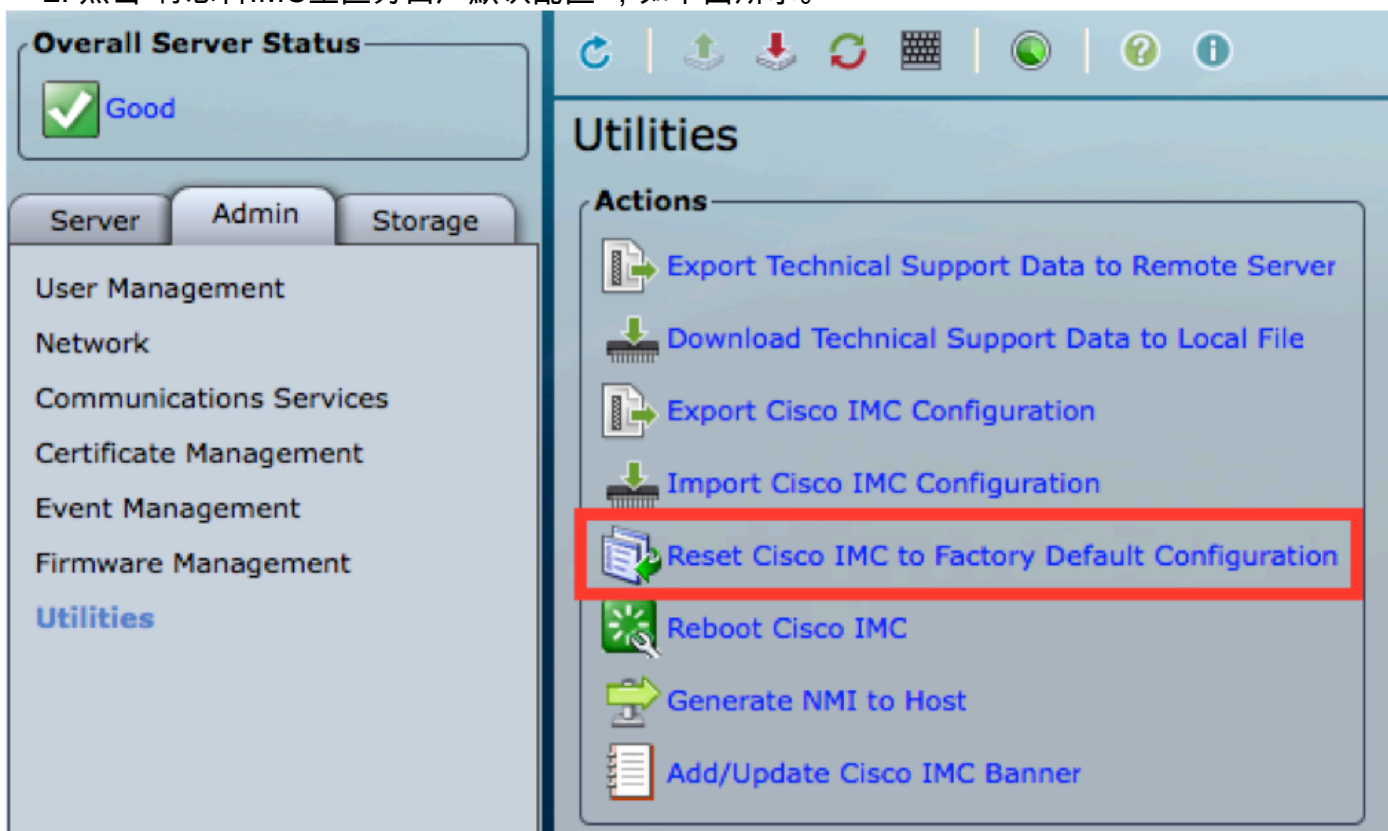 Overall Server Status
Good
Server Admin Storage
User Management
Network
Communications Services
Certificate Management
Event Management
Firmware Management
Utilities
Utilities
Actions
Export Technical Support Data to Remote Server
Download Technical Support Data to Local File
Export Cisco IMC Configuration
Import Cisco IMC Configuration
Reset Cisco IMC to Factory Default Configuration
Reboot Cisco IMC
Generate NMI to Host
Add/Update Cisco IMC Banner